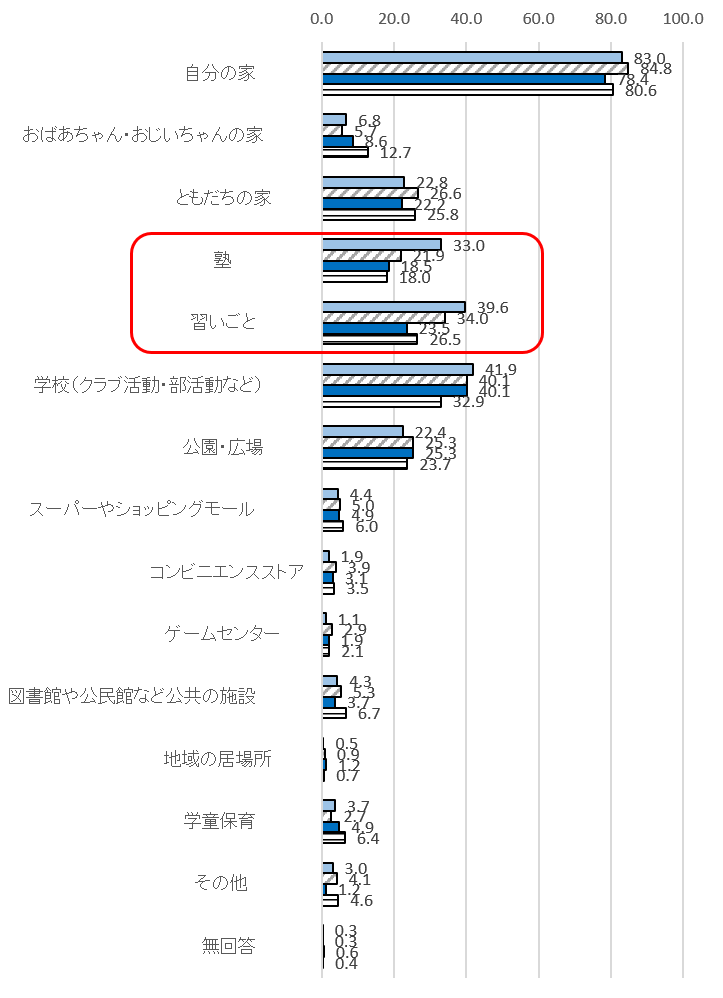 0.0 20.0 40.0 60.0 80.0 100.0
自分の家 83.0 84.8 78.4 80.6
おばあちゃん・おじいちゃんの家 6.8 5.7 8.6 12.7
ともだちの家 22.8 26.6 22.2 25.8
塾 33.0 21.9 18.5 18.0
習いごと 39.6 34.0 23.5 26.5
学校(クラブ活動・部活動など) 41.9 40.1 40.1 32.9
公園・広場 22.4 25.3 25.3 23.7
スーパーやショッピングモール 4.4 5.0 4.9 6.0
コンビニエンスストア 1.9 3.9 3.1 3.5
ゲームセンター 1.1 2.9 1.9 2.1
図書館や公民館など公共の施設 4.3 5.3 3.7 6.7
地域の居場所 0.5 0.9 1.2 0.7
学童保育 3.7 2.7 4.9 6.4
その他 3.0 4.1 1.2 4.6
無回答 0.3 0.3 0.6 0.4